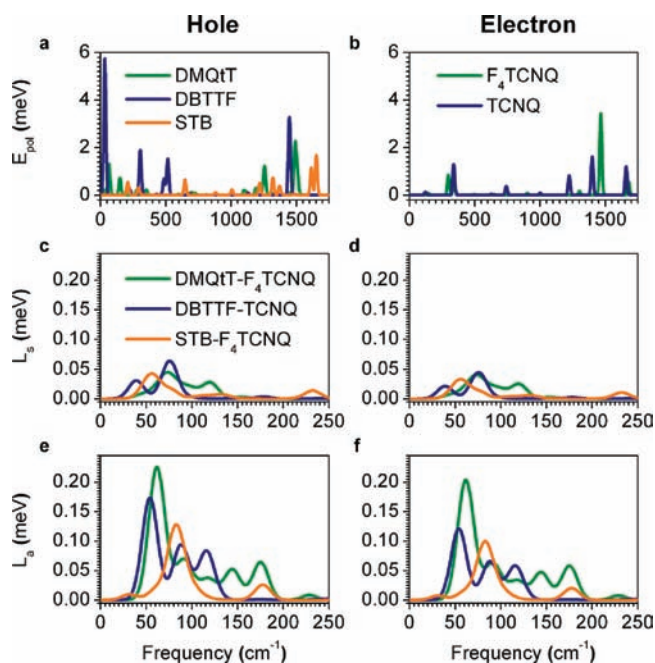 Hole Electron
a b
6 6
DMQtT F₄TCNQ
DBTTF TCNQ
STB
4 4
E_pol (meV)
2 2
0 0
0 500 1000 1500 0 500 1000 1500
c d
0.20 0.20
DMQtT-F₄TCNQ
0.15 DBTTF-TCNQ 0.15
STB-F₄TCNQ
L_s (meV)
0.10 0.10
0.05 0.05
0.00 0.00
0 50 100 150 200 250 0 50 100 150 200 250
e f
0.20 0.20
0.15 0.15
L_a (meV)
0.10 0.10
0.05 0.05
0.00 0.00
0 50 100 150 200 250 0 50 100 150 200 250
Frequency (cm⁻¹) Frequency (cm⁻¹)